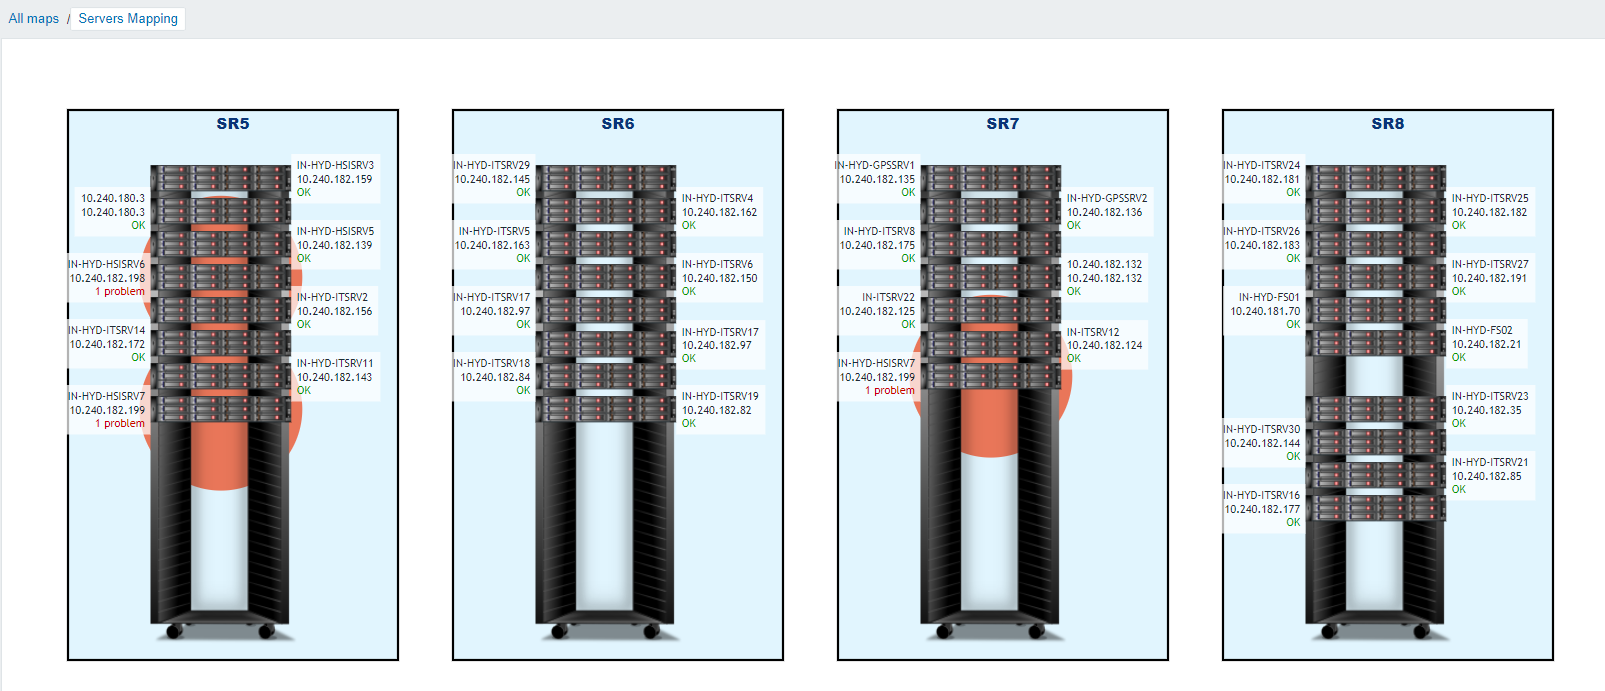 All maps / Servers Mapping
SR5
IN-HYD-HSISRV3
10.240.182.159
OK
10.240.180.3
10.240.180.3
OK
IN-HYD-HSISRV5
10.240.182.139
OK
IN-HYD-HSISRV6
10.240.182.198
1 problem
IN-HYD-ITSRV2
10.240.182.156
OK
IN-HYD-ITSRV14
10.240.182.172
OK
IN-HYD-ITSRV11
10.240.182.143
OK
IN-HYD-HSISRV7
10.240.182.199
1 problem
SR6
IN-HYD-ITSRV29
10.240.182.145
OK
IN-HYD-ITSRV4
10.240.182.162
OK
IN-HYD-ITSRV5
10.240.182.163
OK
IN-HYD-ITSRV6
10.240.182.150
OK
IN-HYD-ITSRV17
10.240.182.97
OK
IN-HYD-ITSRV17
10.240.182.97
OK
IN-HYD-ITSRV18
10.240.182.84
OK
IN-HYD-ITSRV19
10.240.182.82
OK
SR7
IN-HYD-GPSSRV1
10.240.182.135
OK
IN-HYD-GPSSRV2
10.240.182.136
OK
IN-HYD-ITSRV8
10.240.182.175
OK
10.240.182.132
10.240.182.132
OK
IN-ITSRV22
10.240.182.125
OK
IN-ITSRV12
10.240.182.124
OK
IN-HYD-HSISRV7
10.240.182.199
1 problem
SR8
IN-HYD-ITSRV24
10.240.182.181
OK
IN-HYD-ITSRV25
10.240.182.182
OK
IN-HYD-ITSRV26
10.240.182.183
OK
IN-HYD-ITSRV27
10.240.182.191
OK
IN-HYD-FS01
10.240.181.70
OK
IN-HYD-FS02
10.240.182.21
OK
IN-HYD-ITSRV23
10.240.182.35
OK
IN-HYD-ITSRV30
10.240.182.144
OK
IN-HYD-ITSRV21
10.240.182.85
OK
IN-HYD-ITSRV16
10.240.182.177
OK